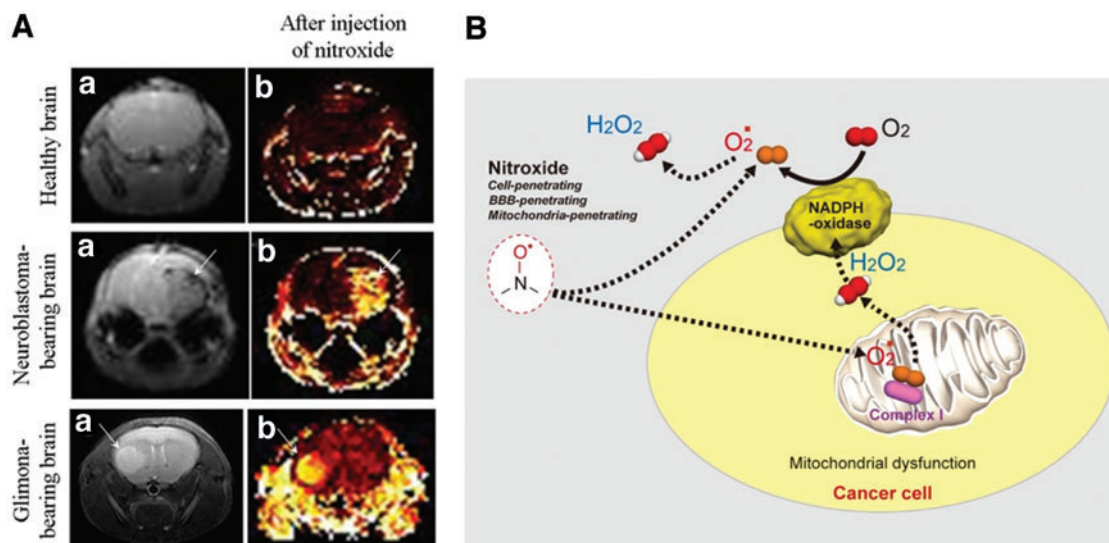 A
After injection
of nitroxide
Healthy brain
a
b
Neuroblastoma-
bearing brain
a
b
Glimona-
bearing brain
a
b
B
H2O2
O2•
O2
Nitroxide
Cell-penetrating
BBB-penetrating
Mitochondria-penetrating
NADPH
-oxidase
O•
N
H2O2
O2•
Complex I
Mitochondrial dysfunction
Cancer cell